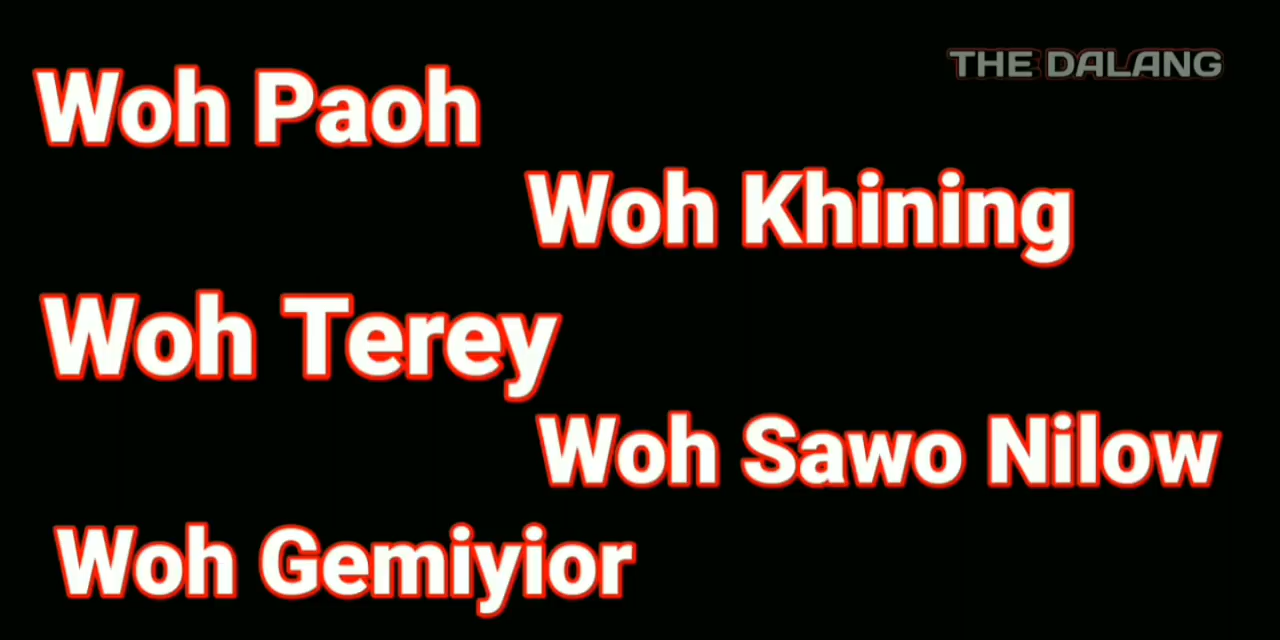 THE DALANG
Woh Paoh
Woh Khining
Woh Terey
Woh Sawo Nilow
Woh Gemiyior